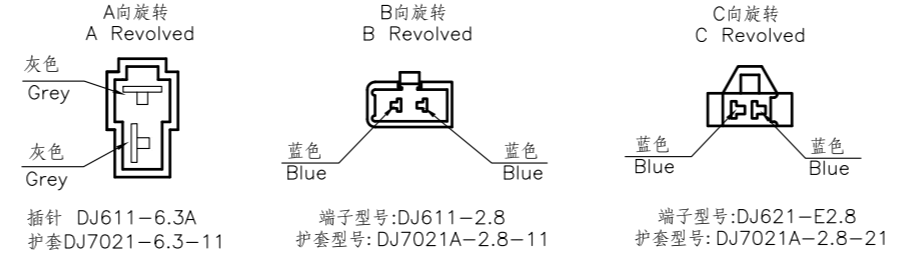 A向旋转
A Revolved
灰色
Grey
灰色
Grey
插针 DJ611-6.3A
护套DJ7021-6.3-11
B向旋转
B Revolved
蓝色
Blue
蓝色
Blue
端子型号:DJ611-2.8
护套型号:DJ7021A-2.8-11
C向旋转
C Revolved
蓝色
Blue
蓝色
Blue
端子型号:DJ621-E2.8
护套型号:DJ7021A-2.8-21